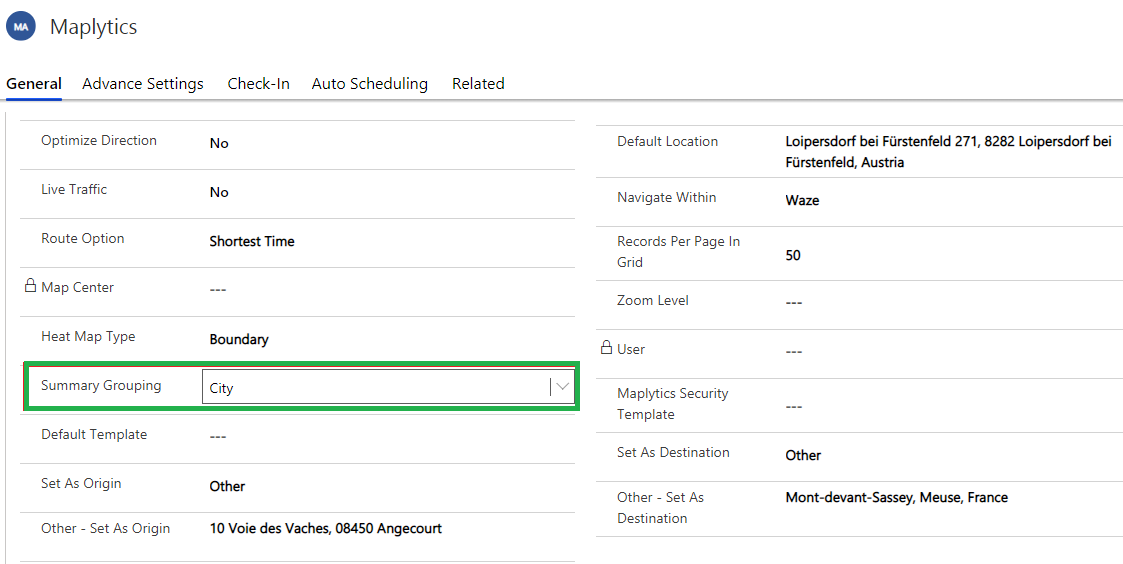 MA
Maplytics
General Advance Settings Check-In Auto Scheduling Related
Optimize Direction No
Live Traffic No
Route Option Shortest Time
Map Center ---
Heat Map Type Boundary
Summary Grouping City
Default Template ---
Set As Origin Other
Other - Set As Origin 10 Voie des Vaches, 08450 Angecourt
Default Location Loipersdorf bei Fürstenfeld 271, 8282 Loipersdorf bei
Fürstenfeld, Austria
Navigate Within Waze
Records Per Page In
Grid 50
Zoom Level ---
User ---
Maplytics Security
Template ---
Set As Destination Other
Other - Set As Mont-devant-Sassey, Meuse, France
Destination